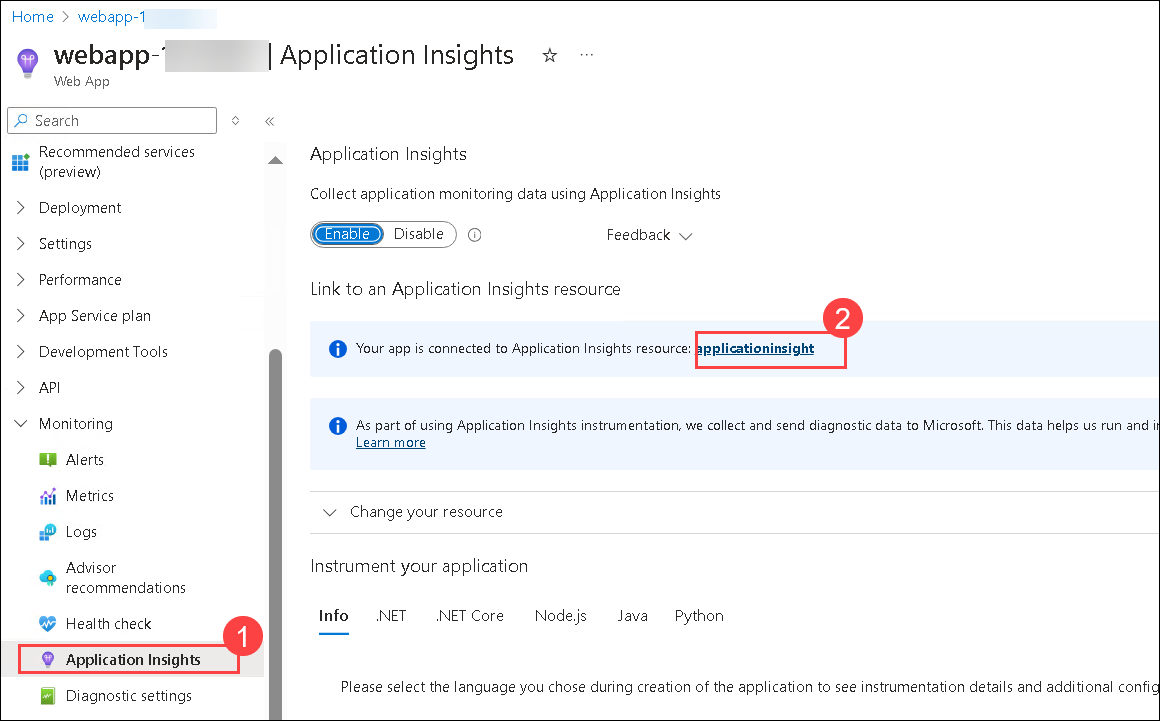 Home > webapp-1
webapp- | Application Insights ☆ ...
Web App
Search
Recommended services
(preview)
Deployment
Settings
Performance
App Service plan
Development Tools
API
Monitoring
Alerts
Metrics
Logs
Advisor
recommendations
Health check
1
Application Insights
Diagnostic settings
Application Insights
Collect application monitoring data using Application Insights
Enable Disable Feedback
Link to an Application Insights resource
2
Your app is connected to Application Insights resource: applicationinsight
As part of using Application Insights instrumentation, we collect and send diagnostic data to Microsoft. This data helps us run and
Learn more
Change your resource
Instrument your application
Info .NET .NET Core Node.js Java Python
Please select the language you chose during creation of the application to see instrumentation details and additional config